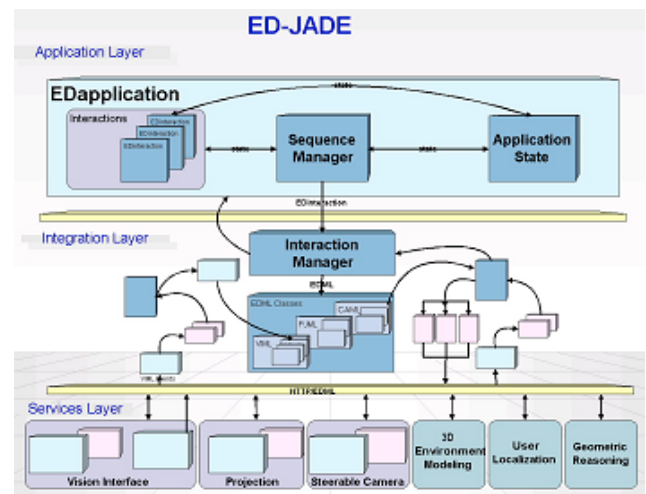 ED-JADE
Application Layer
EDapplication
Interactions
EDinteraction
EDinteraction
EDinteraction
state
state
Sequence
Manager
state
Application
State
EDinteraction
Integration Layer
Interaction
Manager
EDML
EDML Classes
CAML
PJML
VIML
HTTP/EDML
Services Layer
Vision Interface
Projection
Steerable Camera
3D
Environment
Modeling
User
Localization
Geometric
Reasoning